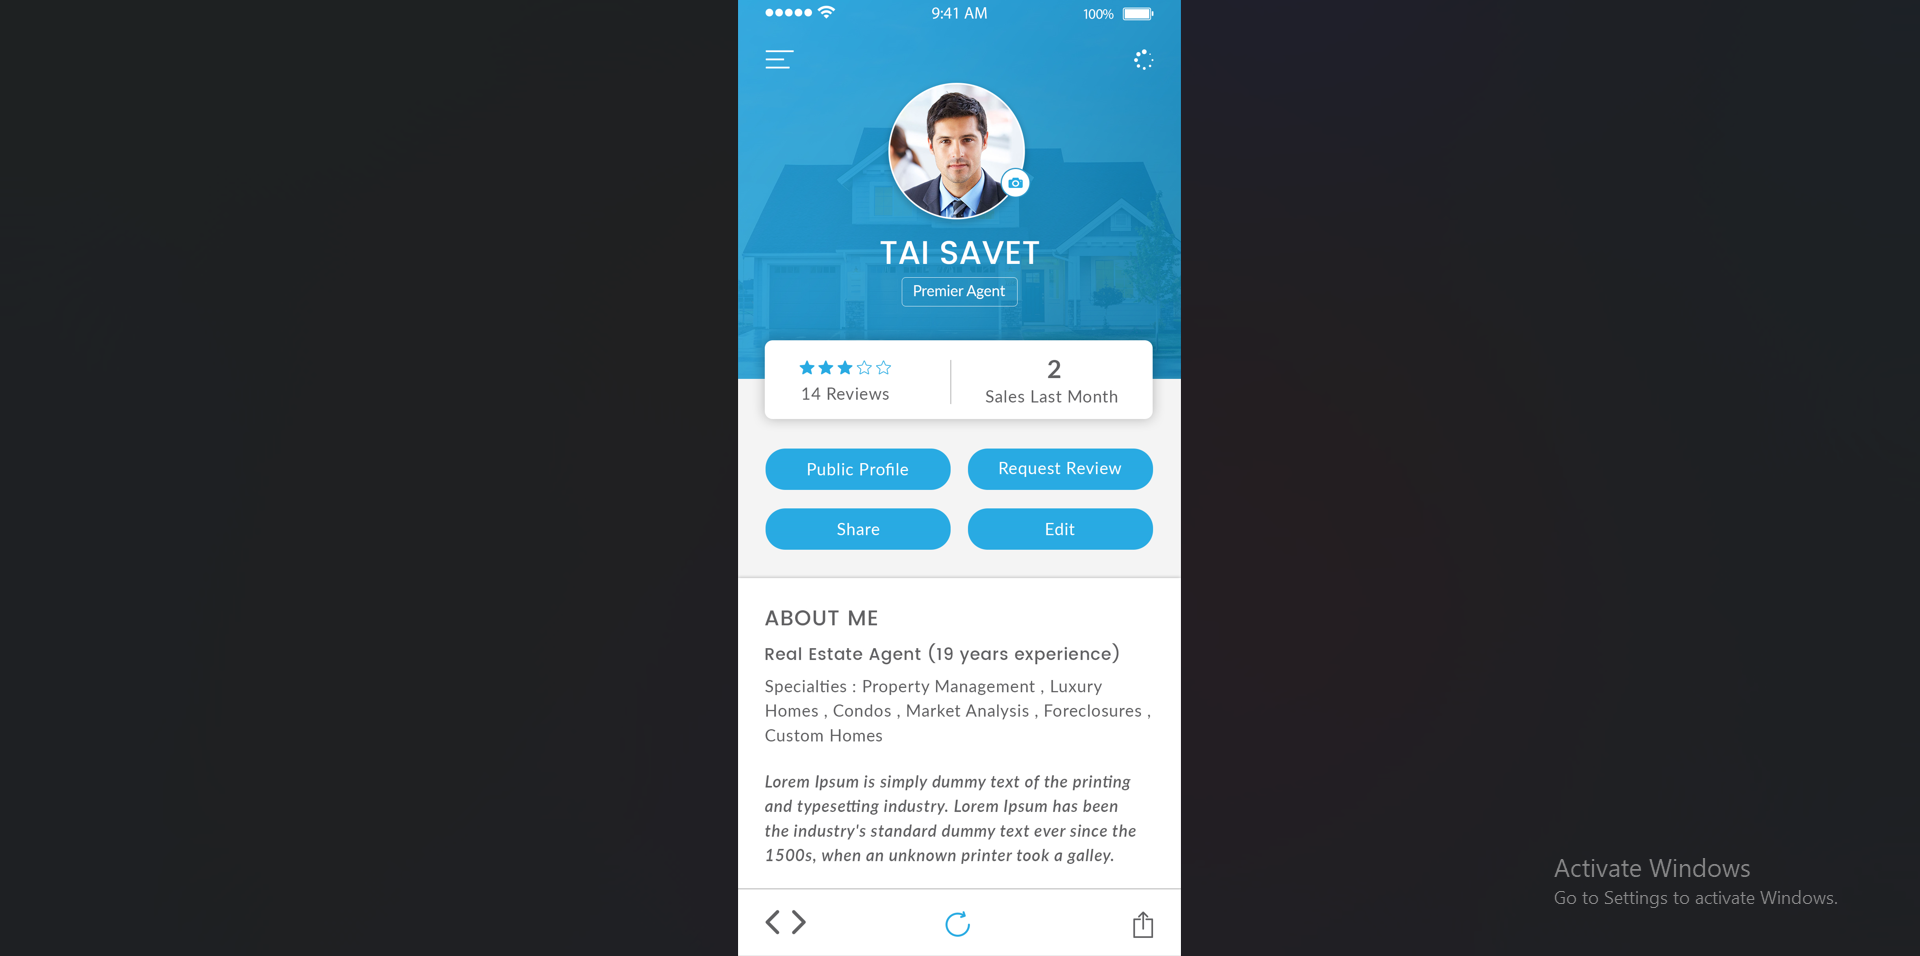 9:41 AM
100%
TAI SAVET
Premier Agent
14 Reviews
2
Sales Last Month
Public Profile
Request Review
Share
Edit
ABOUT ME
Real Estate Agent (19 years experience)
Specialties : Property Management , Luxury
Homes , Condos , Market Analysis , Foreclosures ,
Custom Homes
Lorem Ipsum is simply dummy text of the printing
and typesetting industry. Lorem Ipsum has been
the industry's standard dummy text ever since the
1500s, when an unknown printer took a galley.
Activate Windows
Go to Settings to activate Windows.